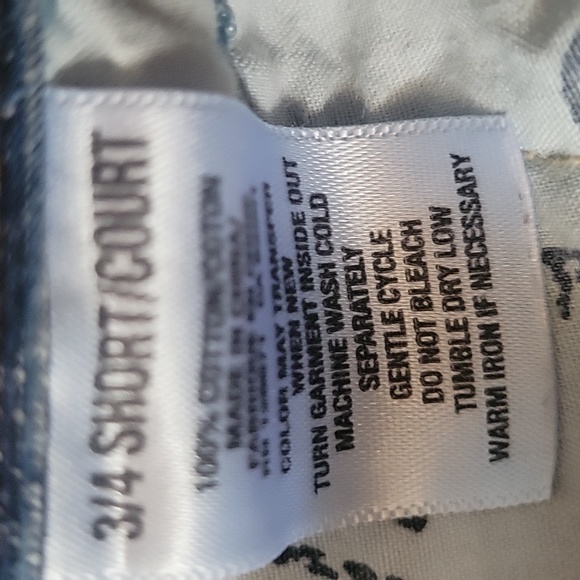 3/4 SHORT/COURT
100% COTTON/COTON
MADE IN CHINA/
COLOR MAY TRANSFER
WHEN NEW
TURN GARMENT INSIDE OUT
MACHINE WASH COLD
SEPARATELY
GENTLE CYCLE
DO NOT BLEACH
TUMBLE DRY LOW
WARM IRON IF NECESSARY